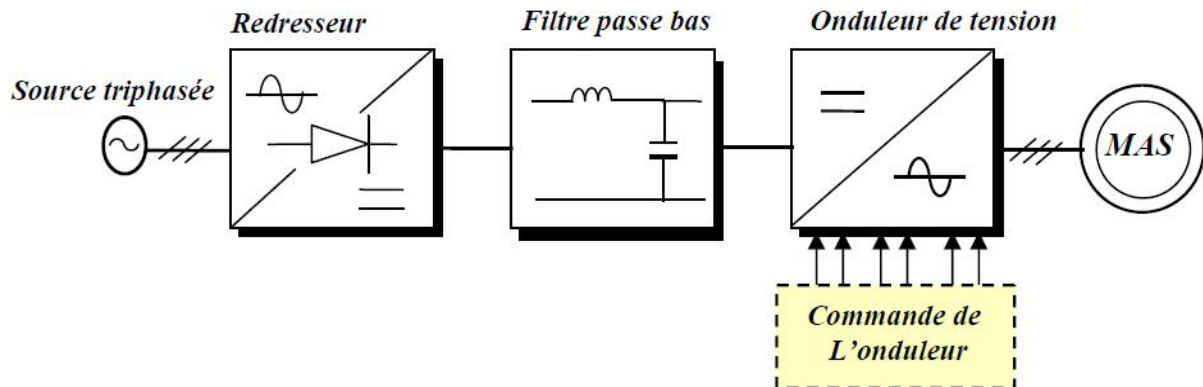 Redresseur
Filtre passe bas
Onduleur de tension
Source triphasée
MAS
Commande de
L'onduleur